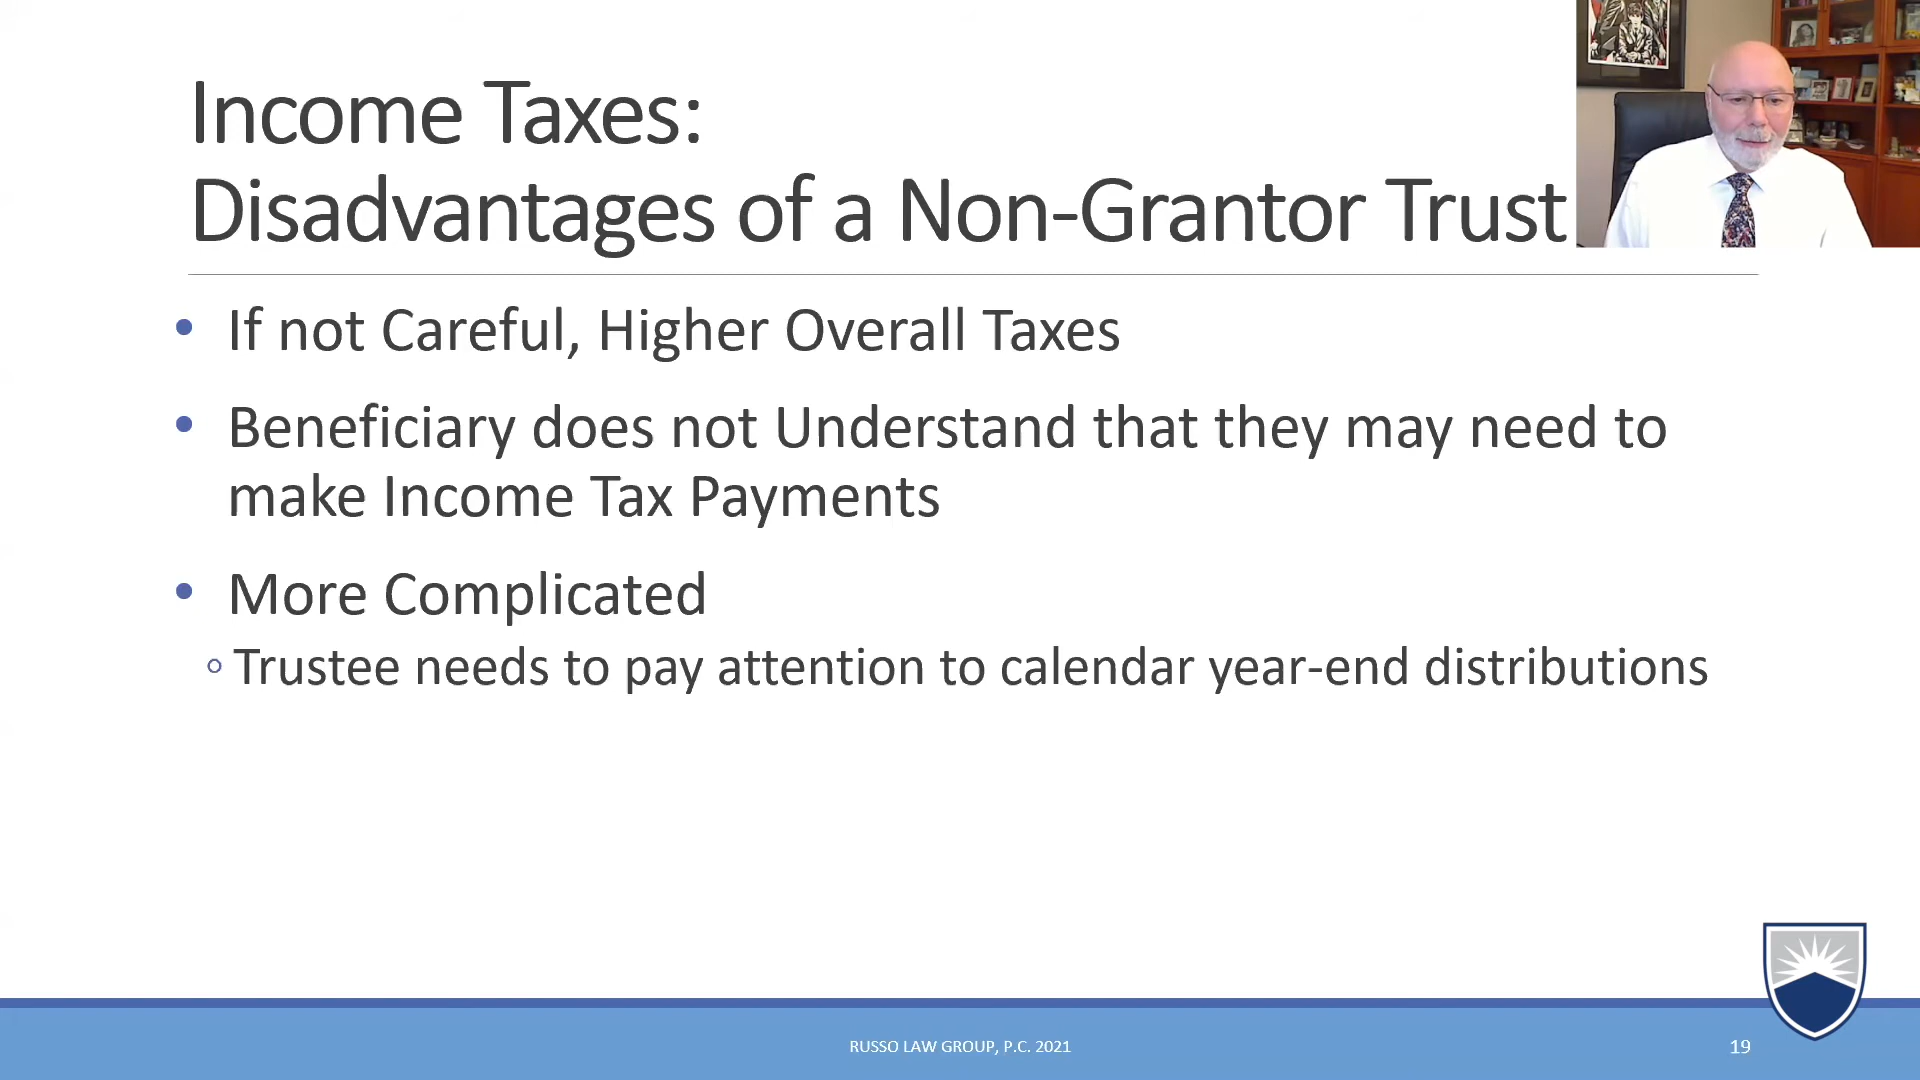 Income Taxes:
Disadvantages of a Non-Grantor Trust
• If not Careful, Higher Overall Taxes
• Beneficiary does not Understand that they may need to
make Income Tax Payments
• More Complicated
◦ Trustee needs to pay attention to calendar year-end distributions
RUSSO LAW GROUP, P.C. 2021
19